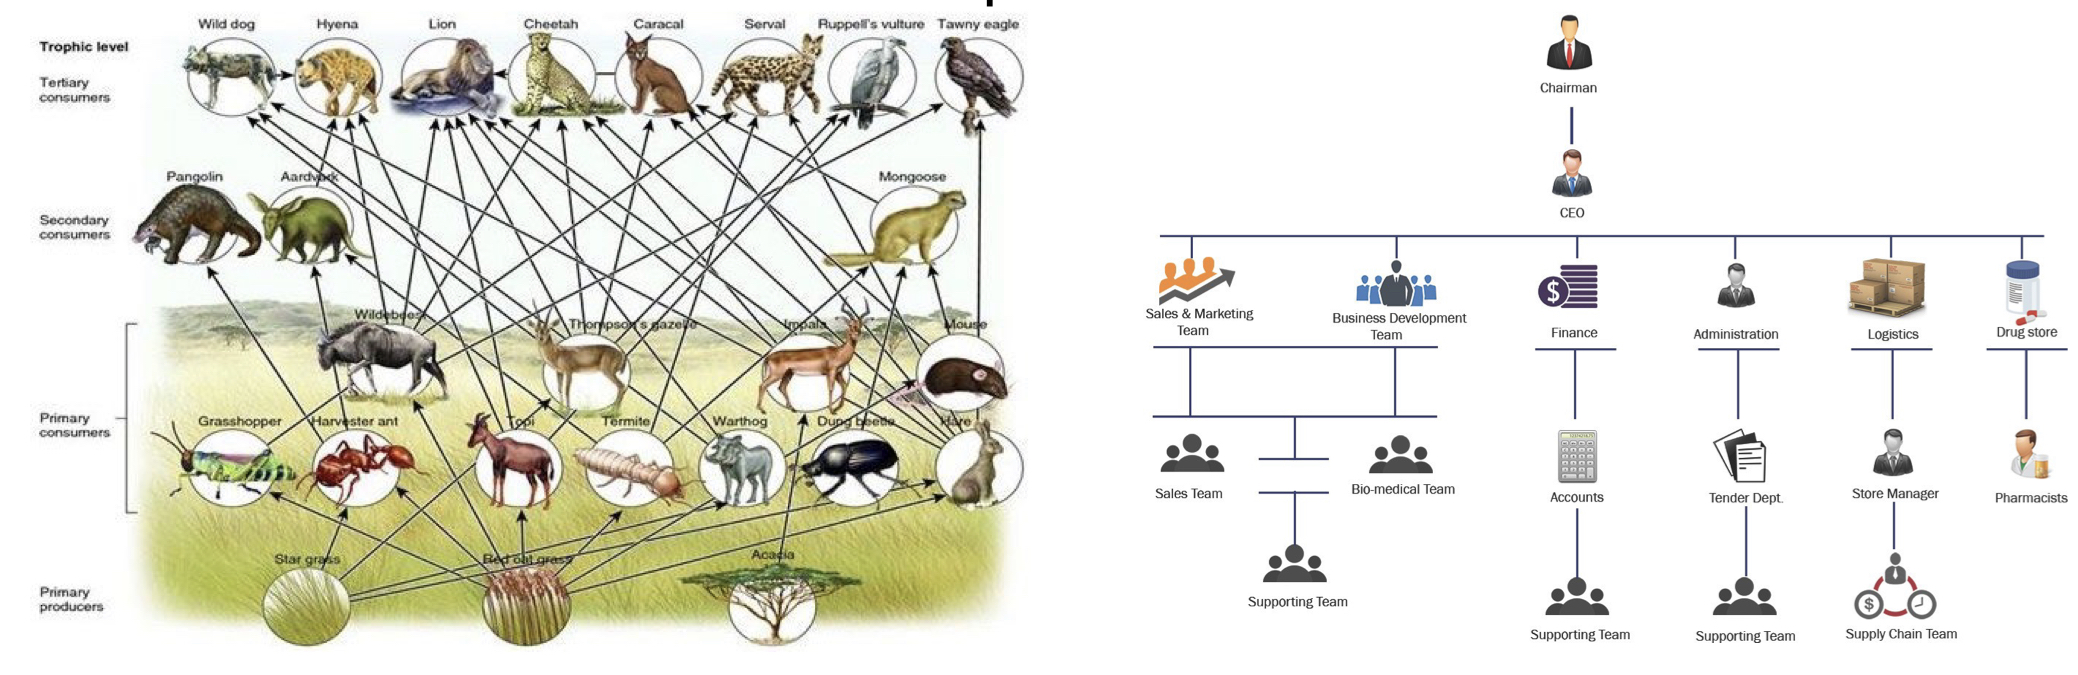 Wild dog
Hyena
Lion
Cheetah
Caracal
Serval
Ruppell's vulture
Tawny eagle
Trophic level
Tertiary
consumers
Pangolin
Aardvark
Mongoose
Secondary
consumers
Wildebeest
Thompson's gazelle
Impala
Mouse
Primary
consumers
Grasshopper
Harvester ant
Topi
Termite
Warthog
Dung beetle
Hare
Star grass
Red oat grass
Acacia
Primary
producers
Chairman
CEO
Sales & Marketing
Team
Business Development
Team
Finance
Administration
Logistics
Drug store
Sales Team
Bio-medical Team
Accounts
Tender Dept.
Store Manager
Pharmacists
Supporting Team
Supporting Team
Supporting Team
Supply Chain Team